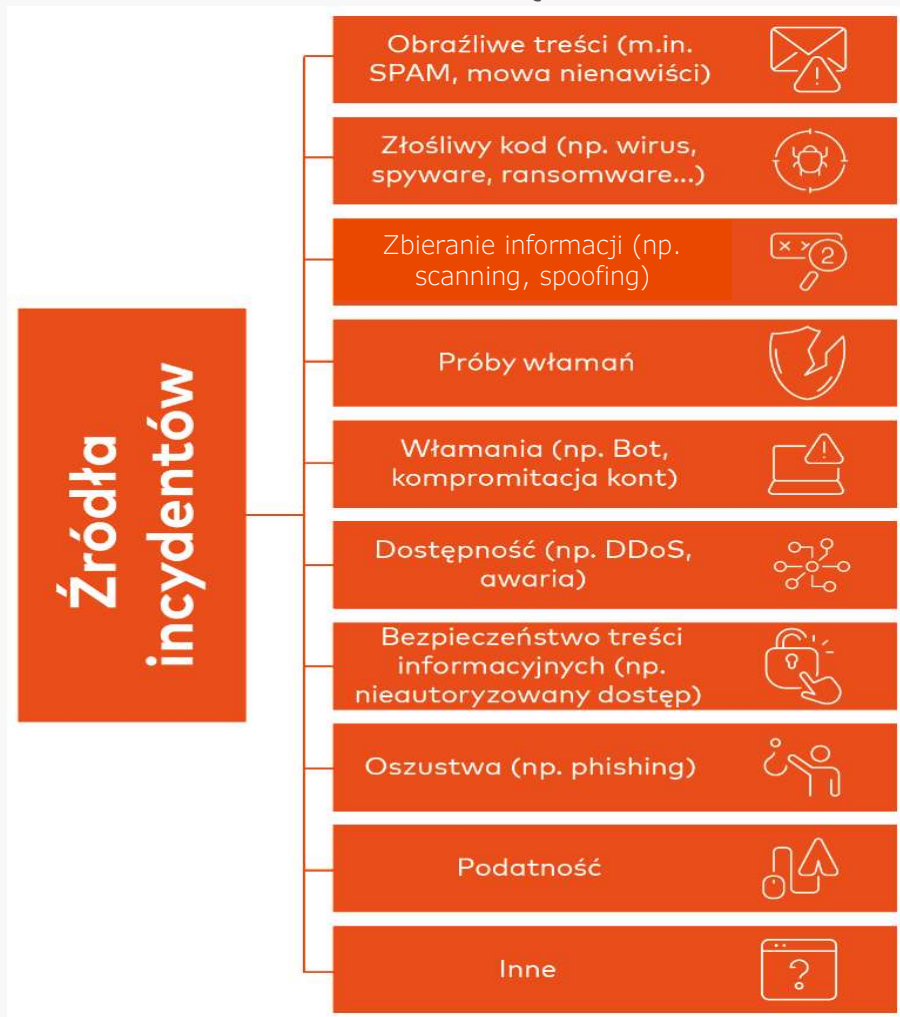 Źródła
incydentów
Obraźliwe treści (m.in.
SPAM, mowa nienawiści)
Złośliwy kod (np. wirus,
spyware, ransomware...)
Zbieranie informacji (np.
scanning, spoofing)
Próby włamań
Włamania (np. Bot,
kompromitacja kont)
Dostępność (np. DDoS,
awaria)
Bezpieczeństwo treści
informacyjnych (np.
nieautoryzowany dostęp)
Oszustwa (np. phishing)
Podatność
Inne